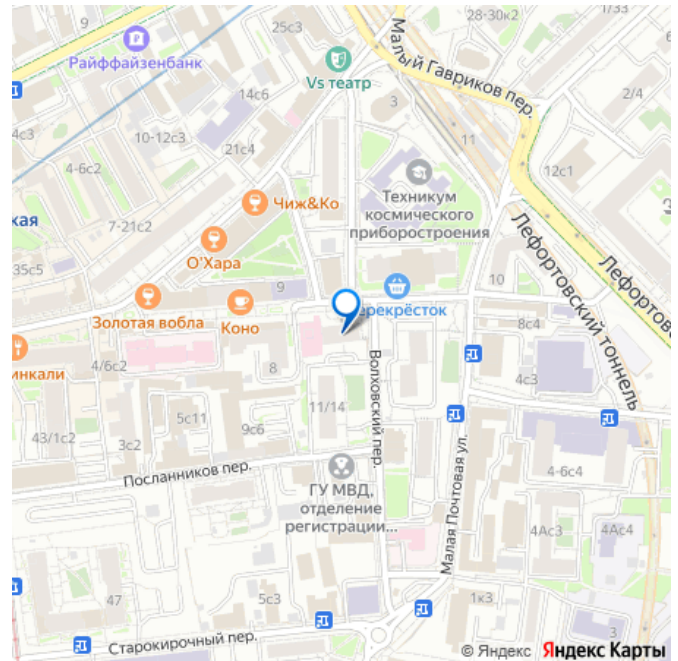 28-30к2
1/33
25с3
6
Райффайзенбанк
Малый Гавриков пер.
Vs театр
14с6
3
2/4
4с3
10-12с3
11
21с4
4-6с2
12с1
Техникум
космического
приборостроения
3
Чиж&Ко
кая
7-21с2
Лефортовский тоннель
Лефортово
О'Хара
35с5
10
9
Золотая вобла
Коно
ерекрёсток
8с4
инкали
4/6с2
Волховский пер.
8
4с3
11/14
5с11
43/1с2
3с2
9с6
Малая Почтовая ул.
Посланников пер.
4-6с4
ГУ МВД,
отделение
регистрации...
4Ас3
4Ас4
47
5с3
1к3
3
Старокирочный пер.
© Яндекс Яндекс Карты